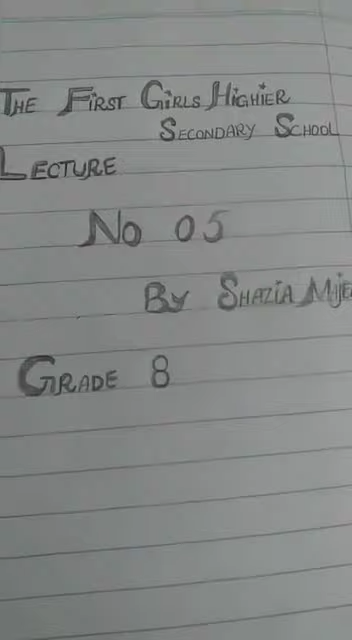 THE FIRST GIRLS HIGHER
SECONDARY SCHOOL
LECTURE
NO 05
BY SHAZIA
GRADE 8